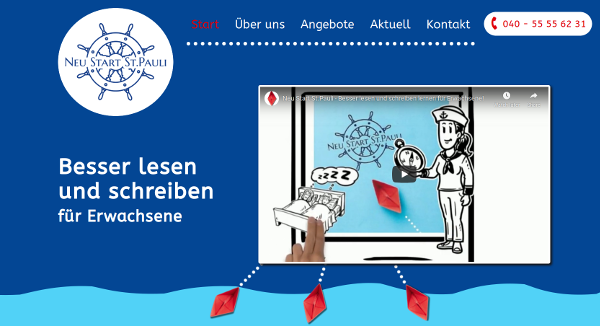 Start Über uns Angebote Aktuell Kontakt
040 - 55 55 62 31
NEU START ST.PAULI
Neu Start St.Pauli - Besser lesen und schreiben lernen für Erwachsene!
NEU START ST.PAULI
zzzz
Besser lesen
und schreiben
für Erwachsene